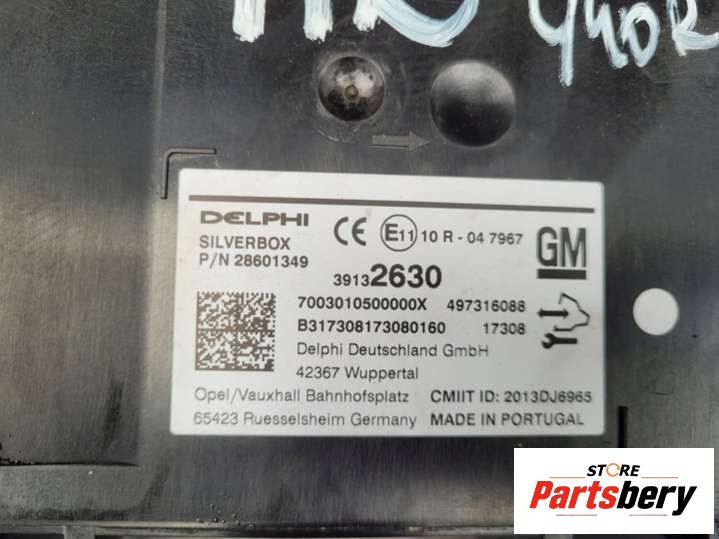 DELPHI
SILVERBOX
P/N 28601349
CE E11 10 R - 04 7967
GM
39132630
7003010500000X 497316088
B317308173080160 17308
Delphi Deutschland GmbH
42367 Wuppertal
Opel/Vauxhall Bahnhofsplatz CMIIT ID: 2013DJ6965
65423 Ruesselsheim Germany MADE IN PORTUGAL
STORE
Partsbery